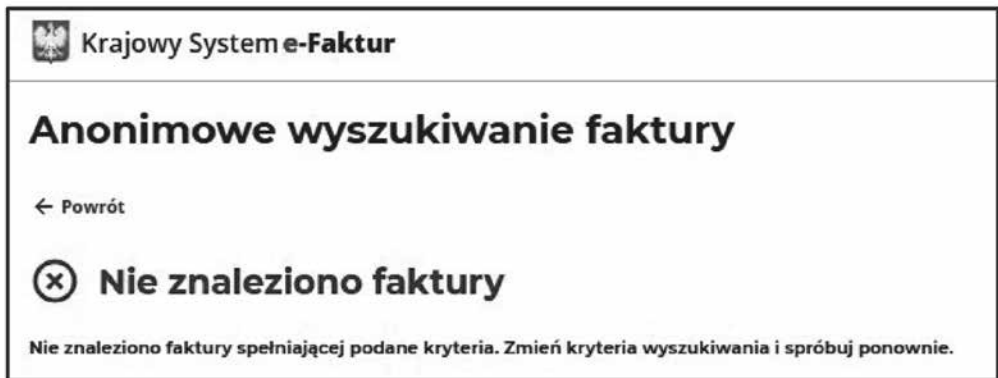 Krajowy System e-Faktur
Anonimowe wyszukiwanie faktury
← Powrót
Nie znaleziono faktury
Nie znaleziono faktury spełniającej podane kryteria. Zmień kryteria wyszukiwania i spróbuj ponownie.